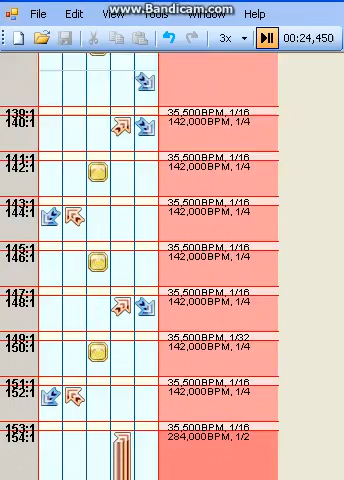 www.Bandicam.com
File Edit View Tools Window Help
3x 00:24,450
139:1 35,500BPM, 1/16
140:1 142,000BPM, 1/4
141:1 35,500BPM, 1/16
142:1 142,000BPM, 1/4
143:1 35,500BPM, 1/16
144:1 142,000BPM, 1/4
145:1 35,500BPM, 1/16
146:1 142,000BPM, 1/4
147:1 35,500BPM, 1/16
148:1 142,000BPM, 1/4
149:1 35,500BPM, 1/32
150:1 142,000BPM, 1/4
151:1 35,500BPM, 1/16
152:1 142,000BPM, 1/4
153:1 35,500BPM, 1/16
154:1 284,000BPM, 1/2